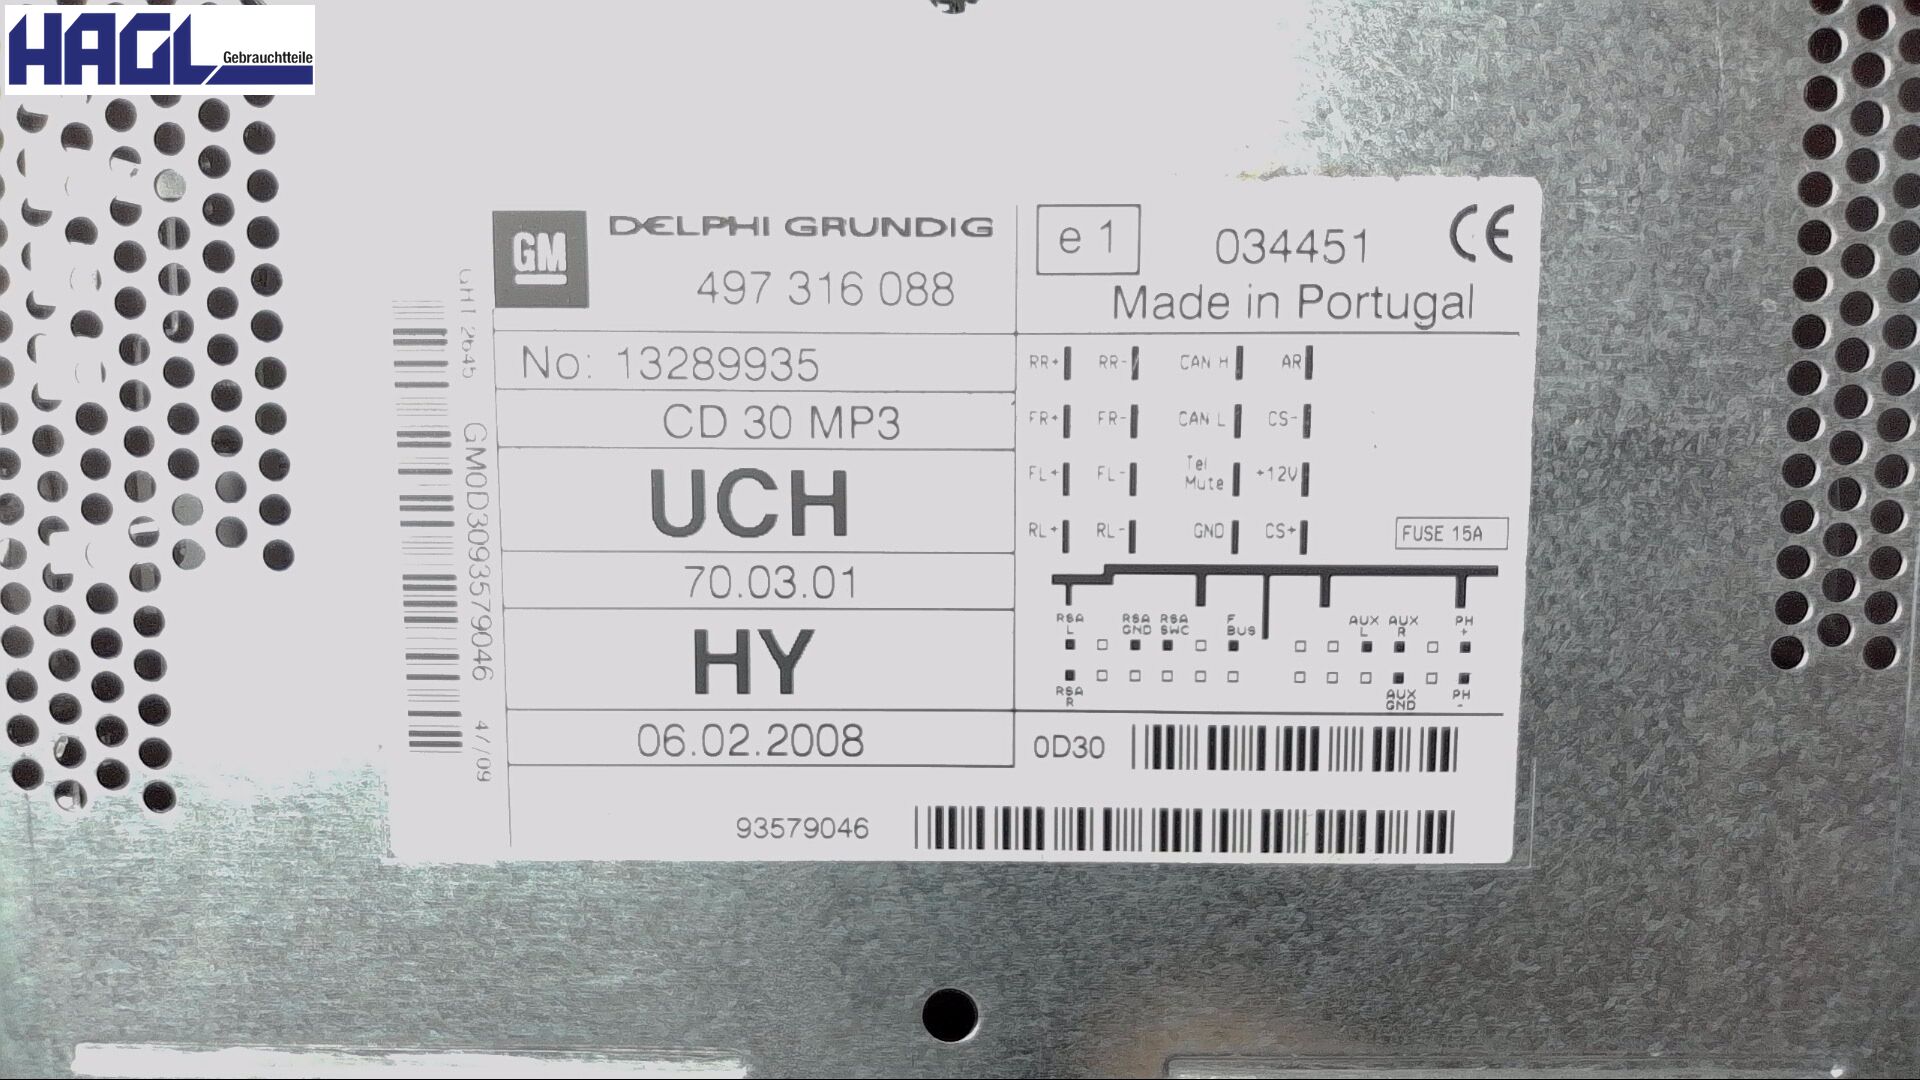 HAGL
Gebrauchtteile
GM
DELPHI GRUNDIG
497 316 088
No: 13289935
CD 30 MP3
UCH
70.03.01
HY
06.02.2008
93579046
e 1
034451
CE
Made in Portugal
RR+ RR- CAN H AR
FR+ FR- CAN L CS-
FL+ FL- Tel Mute +12V
RL+ RL- GND CS+
FUSE 15A
RSA L RSA GND RSA SWC F BUS AUX L AUX R PH +
RSA R AUX GND PH -
0D30
GM0D3093579046